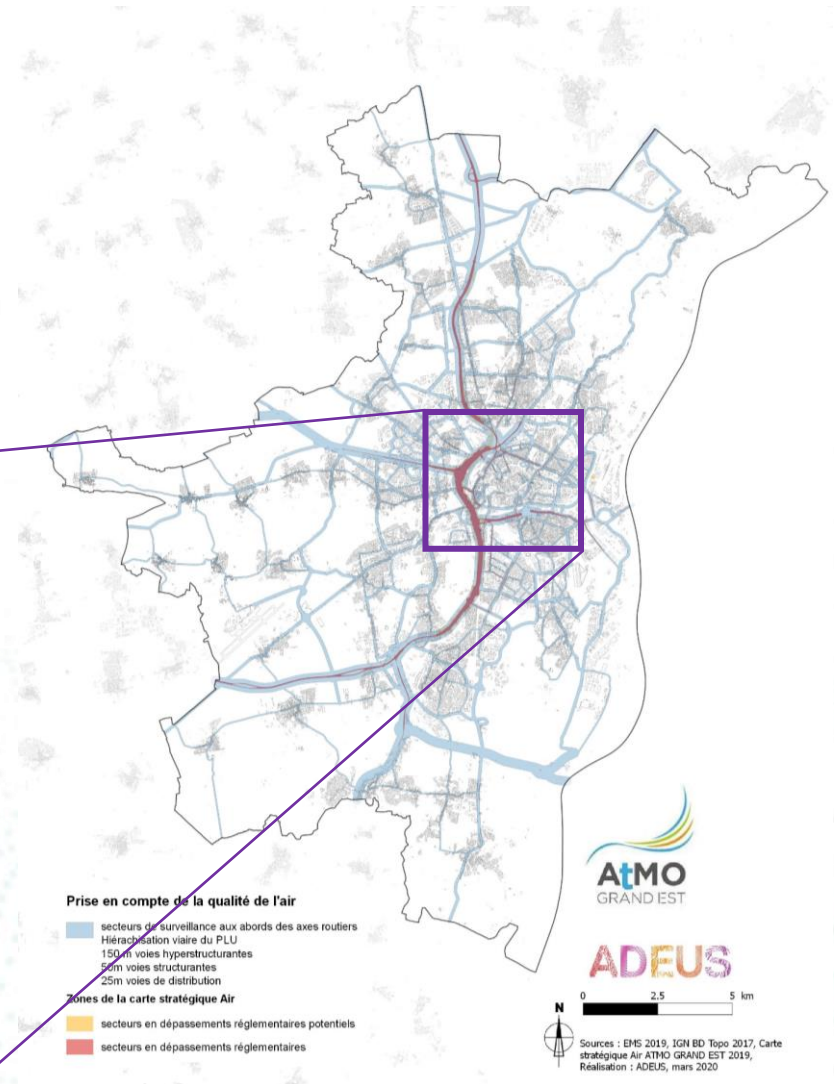 AtMO
GRAND EST
ADEUS
Prise en compte de la qualité de l'air
secteurs de surveillance aux abords des axes routiers
Hiérachisation viaire du PLU
150 m voies hyperstructurantes
50m voies structurantes
25m voies de distribution
Zones de la carte stratégique Air
secteurs en dépassements réglementaires potentiels
secteurs en dépassements réglementaires
0 2.5 5 km
N
Sources : EMS 2019, IGN BD Topo 2017, Carte
stratégique Air ATMO GRAND EST 2019,
Réalisation : ADEUS, mars 2020